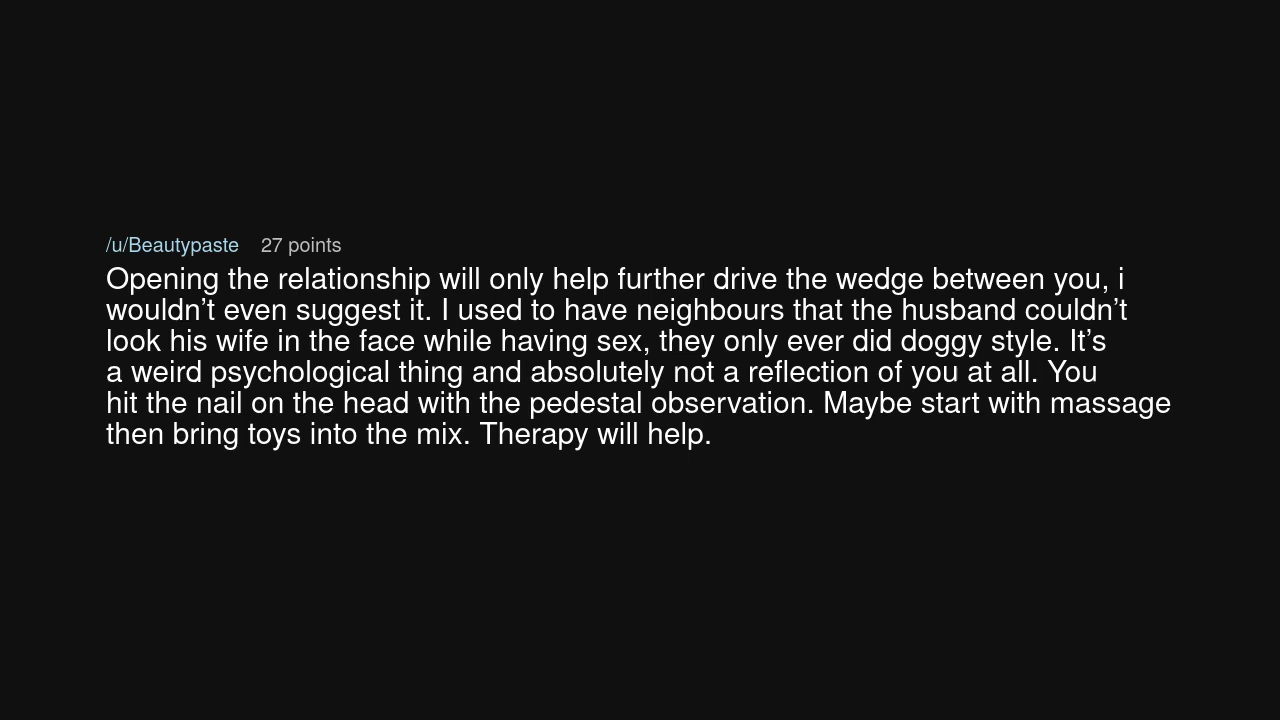 /u/Beautypaste 27 points
Opening the relationship will only help further drive the wedge between you, i
wouldn’t even suggest it. I used to have neighbours that the husband couldn’t
look his wife in the face while having sex, they only ever did doggy style. It’s
a weird psychological thing and absolutely not a reflection of you at all. You
hit the nail on the head with the pedestal observation. Maybe start with massage
then bring toys into the mix. Therapy will help.